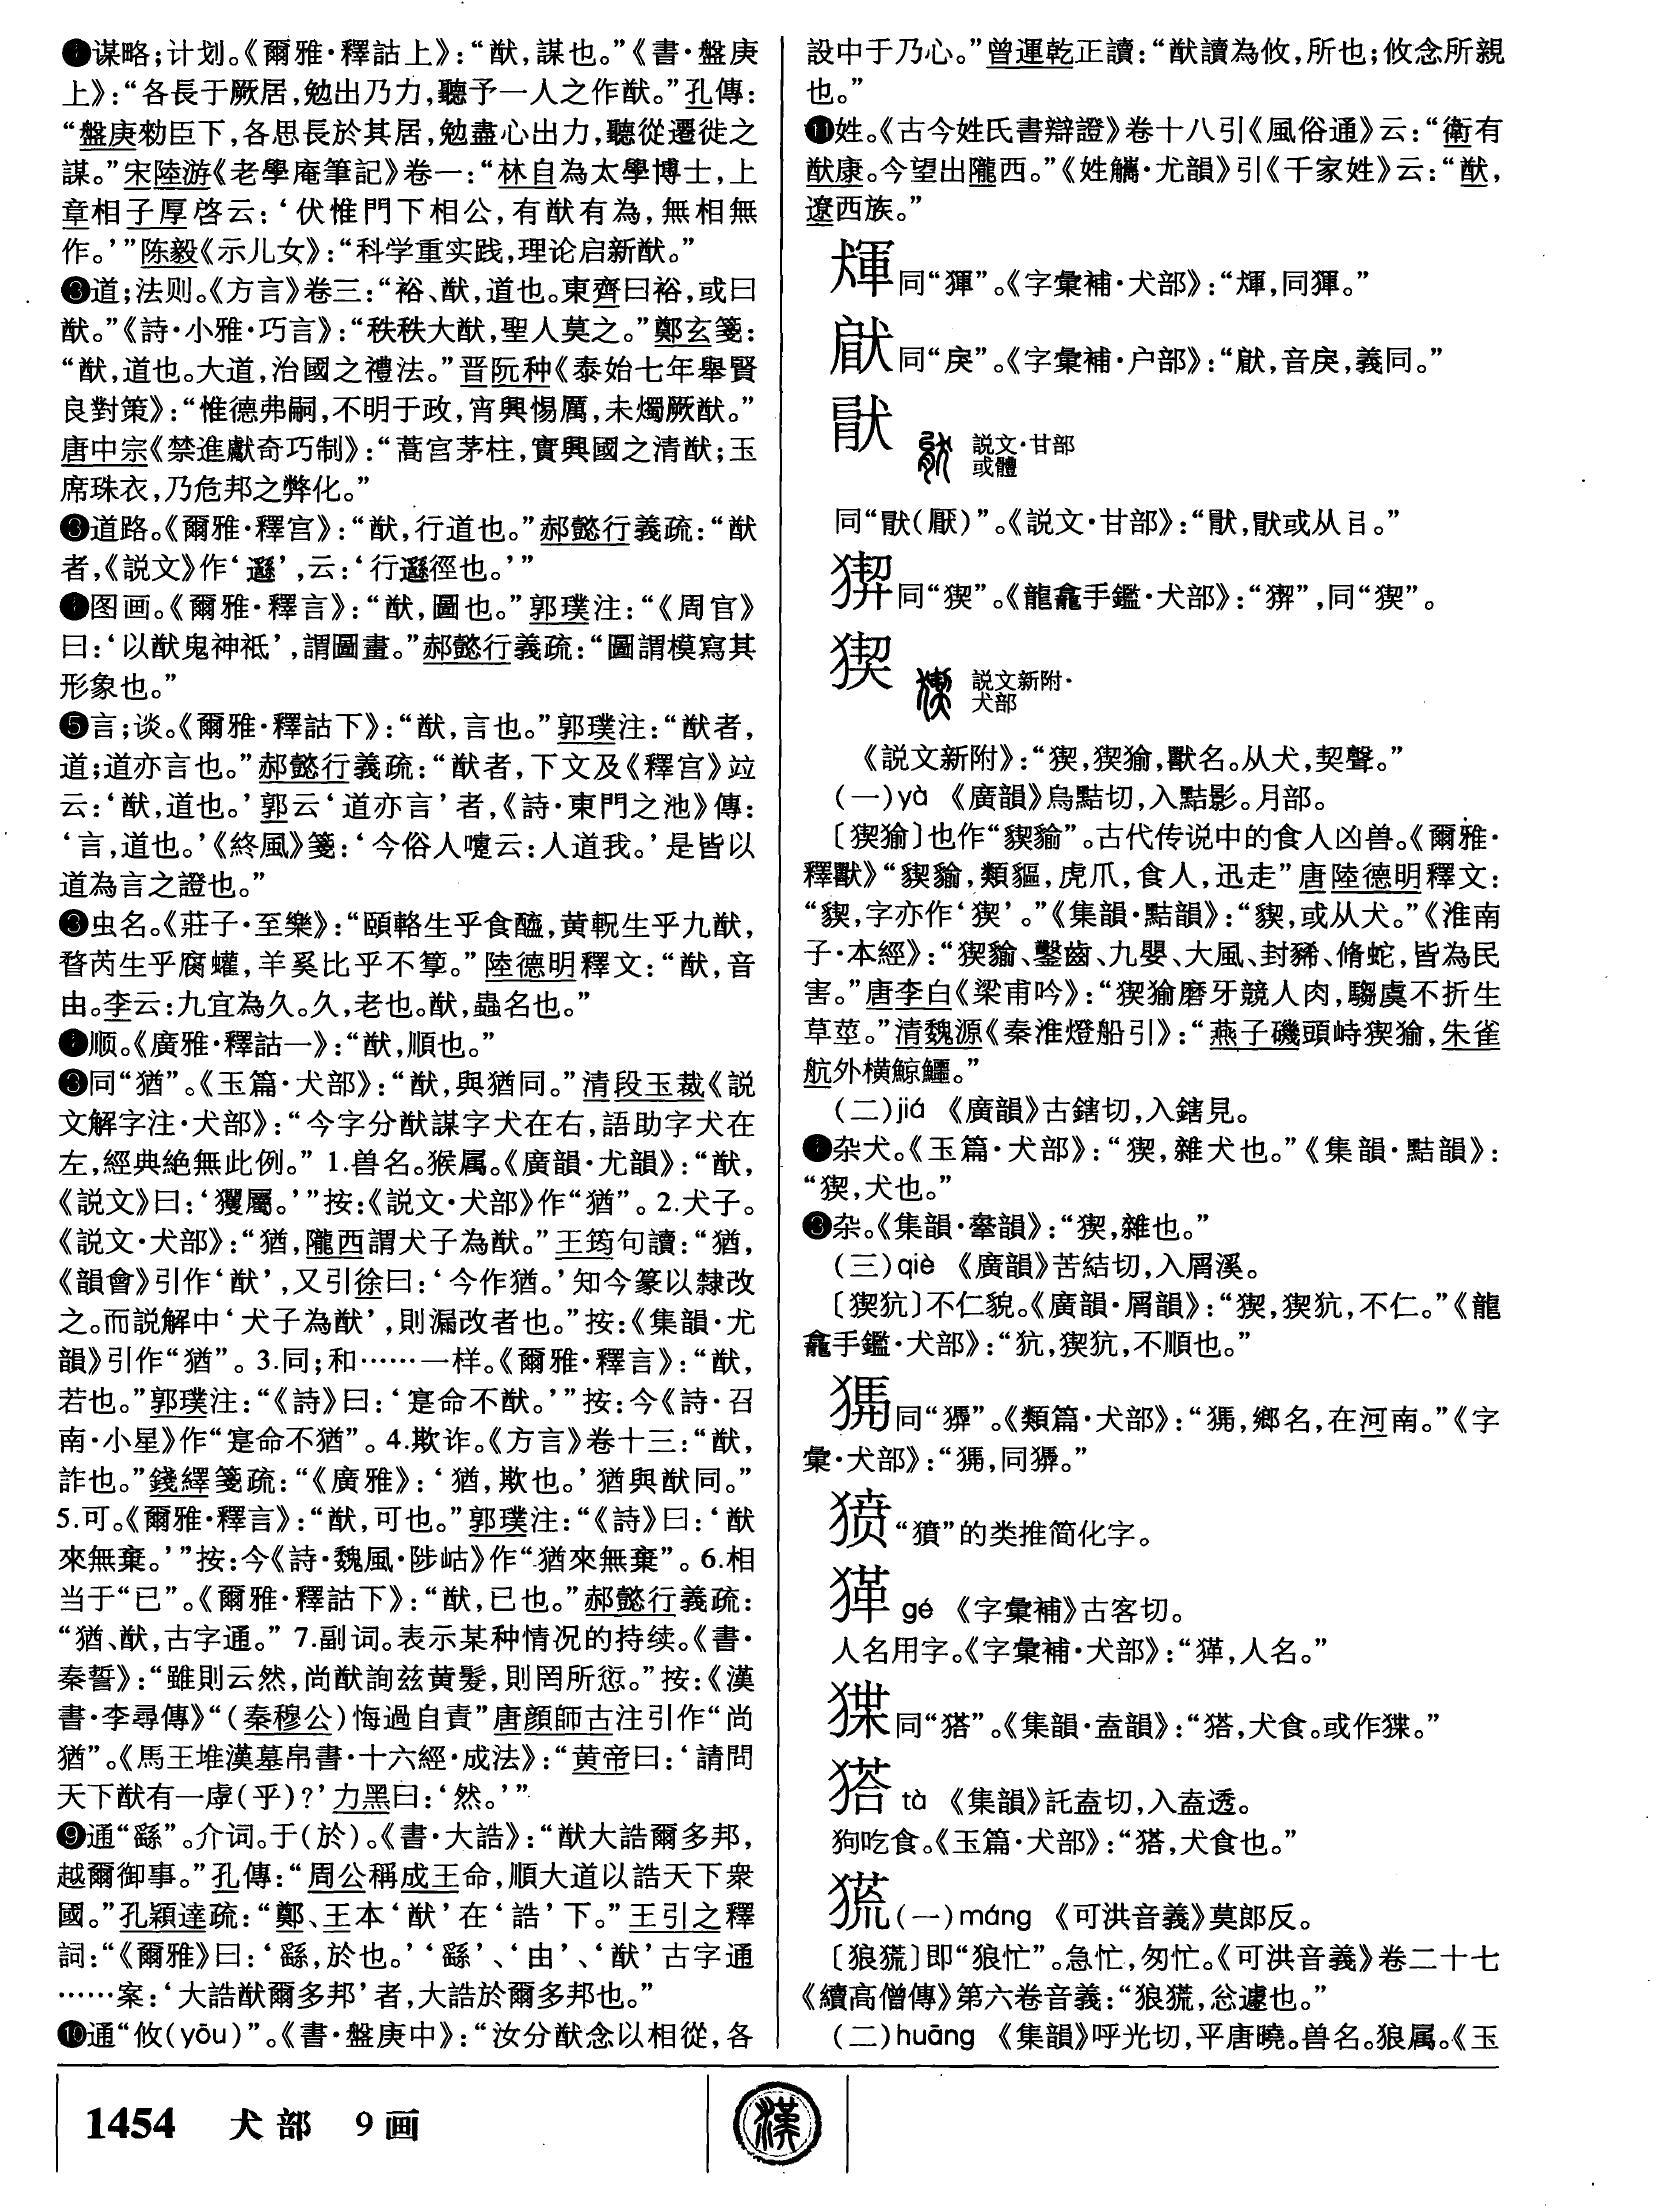 ❶谋略；计划。《爾雅·釋詁上》：“猷，謀也。”《書·盤庚
上》：“各長于厥居，勉出乃力，聽予一人之作猷。”孔傳：
“盤庚勑臣下，各思長於其居，勉盡心出力，聽從遷徙之
謀。”宋陸游《老學庵筆記》卷一：“林自為太學博士，上
章相子厚啓云：‘伏惟門下相公，有猷有為，無相無
作。’”陈毅《示儿女》：“科学重实践，理论启新猷。”
❷道；法则。《方言》卷三：“裕、猷，道也。東齊曰裕，或曰
猷。”《詩·小雅·巧言》：“秩秩大猷，聖人莫之。”鄭玄箋：
“猷，道也。大道，治國之禮法。”晋阮种《泰始七年舉賢
良對策》：“惟德弗嗣，不明于政，宵興惕厲，未燭厥猷。”
唐中宗《禁進獻奇巧制》：“蒿宫茅柱，實興國之清猷；玉
席珠衣，乃危邦之弊化。”
❸道路。《爾雅·釋宫》：“猷，行道也。”郝懿行義疏：“猷
者，《説文》作‘邎’，云：‘行邎徑也。’”
❹图画。《爾雅·釋言》：“猷，圖也。”郭璞注：“《周官》
曰：‘以猷鬼神祇’，謂圖畫。”郝懿行義疏：“圖謂模寫其
形象也。”
❺言；谈。《爾雅·釋詁下》：“猷，言也。”郭璞注：“猷者，
道；道亦言也。”郝懿行義疏：“猷者，下文及《釋宫》竝
云：‘猷，道也。’郭云‘道亦言’者，《詩·東門之池》傳：
‘言，道也。’《終風》箋：‘今俗人嚏云：人道我。’是皆以
道為言之證也。”
❻虫名。《莊子·至樂》：“頤輅生乎食醯，黄軦生乎九猷，
瞀芮生乎腐蠸，羊奚比乎不箰。”陸德明釋文：“猷，音
由。李云：九宜為久。久，老也。猷，蟲名也。”
❼顺。《廣雅·釋詁一》：“猷，順也。”
❽同“猶”。《玉篇·犬部》：“猷，與猶同。”清段玉裁《説
文解字注·犬部》：“今字分猷謀字犬在右，語助字犬在
左，經典絶無此例。” 1.兽名。猴属。《廣韻·尤韻》：“猷，
《説文》曰：‘玃屬。’”按：《説文·犬部》作“猶”。2.犬子。
《説文·犬部》：“猶，隴西謂犬子為猷。”王筠句讀：“猶，
《韻會》引作‘猷’，又引徐曰：‘今作猶。’知今篆以隸改
之。而説解中‘犬子為猷’，則漏改者也。”按：《集韻·尤
韻》引作“猶”。3.同；和……一样。《爾雅·釋言》：“猷，
若也。”郭璞注：“《詩》曰：‘寔命不猷。’”按：今《詩·召
南·小星》作“寔命不猶”。4.欺诈。《方言》卷十三：“猷，
詐也。”錢繹箋疏：“《廣雅》：‘猶，欺也。’猶與猷同。”
5.可。《爾雅·釋言》：“猷，可也。”郭璞注：“《詩》曰：‘猷
來無棄。’”按：今《詩·魏風·陟岵》作“猶來無棄”。6.相
当于“已”。《爾雅·釋詁下》：“猷，已也。”郝懿行義疏：
“猶、猷，古字通。” 7.副词。表示某种情况的持续。《書·
秦誓》：“雖則云然，尚猷詢兹黄髮，則罔所愆。”按：《漢
書·李尋傳》“（秦穆公）悔過自責”唐顔師古注引作“尚
猶”。《馬王堆漢墓帛書·十六經·成法》：“黄帝曰：‘請問
天下猷有一虖（乎）？’力黑曰：‘然。’”
❾通“繇”。介词。于（於）。《書·大誥》：“猷大誥爾多邦，
越爾御事。”孔傳：“周公稱成王命，順大道以誥天下衆
國。”孔穎達疏：“鄭、王本‘猷’在‘誥’下。”王引之釋
詞：“《爾雅》曰：‘繇，於也。’‘繇’、‘由’、‘猷’古字通
……案：‘大誥猷爾多邦’者，大誥於爾多邦也。”
❿通“攸（yōu）”。《書·盤庚中》：“汝分猷念以相從，各
設中于乃心。”曾運乾正讀：“猷讀為攸，所也；攸念所親
也。”
⓫姓。《古今姓氏書辯證》卷十八引《風俗通》云：“衛有
猷康。今望出隴西。”《姓觿·尤韻》引《千家姓》云：“猷，
遼西族。”
同“獋”。《字彙補·犬部》：“㷇，同獋。”
同“戾”。《字彙補·户部》：“猒，音戾，義同。”
説文·甘部
或體
同“猒（厭）”。《説文·甘部》：“猒或从㠯。”
同“猰”。《龍龕手鑑·犬部》：“”，同“猰”。
猰
説文新附·
犬部
《説文新附》：“猰，猰㺄，獸名。从犬，契聲。”
（一）yà 《廣韻》烏黠切，入黠影。月部。
〔猰㺄〕也作“貏貐”。古代传说中的食人凶兽。《爾雅·
釋獸》“猰貐，類貙，虎爪，食人，迅走”唐陸德明釋文：
“貏，字亦作‘猰’。”《集韻·黠韻》：“貏，或从犬。”《淮南
子·本經》：“猰貐、鑿齒、九嬰、大風、封豨、脩蛇，皆為民
害。”唐李白《梁甫吟》：“猰㺄磨牙競人肉，騶虞不折生
草莖。”清魏源《秦淮燈船引》：“燕子磯頭峙猰㺄，朱雀
航外横鯨鱷。”
（二）jiá 《廣韻》古鎋切，入鎋見。
❶杂犬。《玉篇·犬部》：“猰，雜犬也。”《集韻·黠韻》：
“猰，犬也。”
❷杂。《集韻·舝韻》：“猰，雜也。”
（三）qiè 《廣韻》苦結切，入屑溪。
〔猰犺〕不仁貌。《廣韻·屑韻》：“猰，猰犺，不仁。”《龍
龕手鑑·犬部》：“犺，猰犺，不順也。”
同“獔”。《類篇·犬部》：“，鄉名，在河南。”《字
彙·犬部》：“，同。”
“獖”的类推简化字。
gé 《字彙補》古客切。
人名用字。《字彙補·犬部》：“㺊，人名。”
同“㺚”。《集韻·盍韻》：“㺚，犬食。或作。”
tà 《集韻》託盍切，入盍透。
狗吃食。《玉篇·犬部》：“，犬食也。”
（一）máng 《可洪音義》莫郎反。
〔狼㡛〕即“狼忙”。急忙，匆忙。《可洪音義》卷二十七
《續高僧傳》第六卷音義：“狼，忩遽也。”
（二）huāng 《集韻》呼光切，平唐曉。兽名。狼属。《玉
1454 犬部 9画
漢